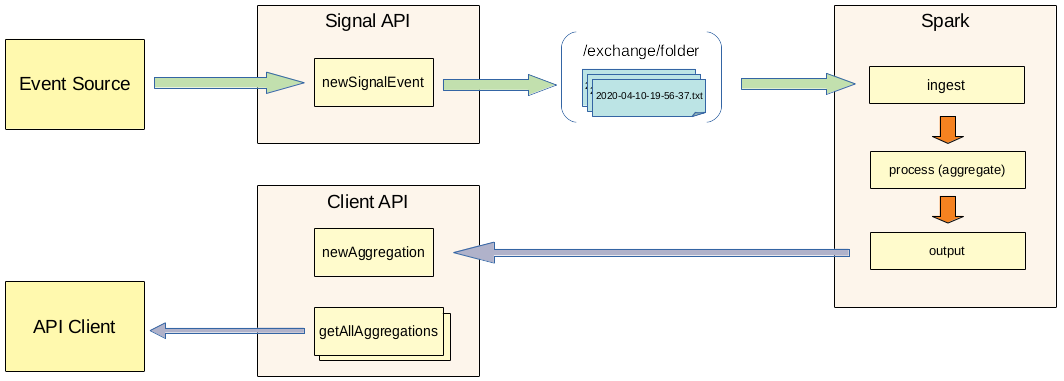 Signal API
Spark
Event Source
newSignalEvent
/exchange/folder
2020-04-10-19-56-37.txt
ingest
process (aggregate)
output
Client API
newAggregation
getAllAggregations
API Client